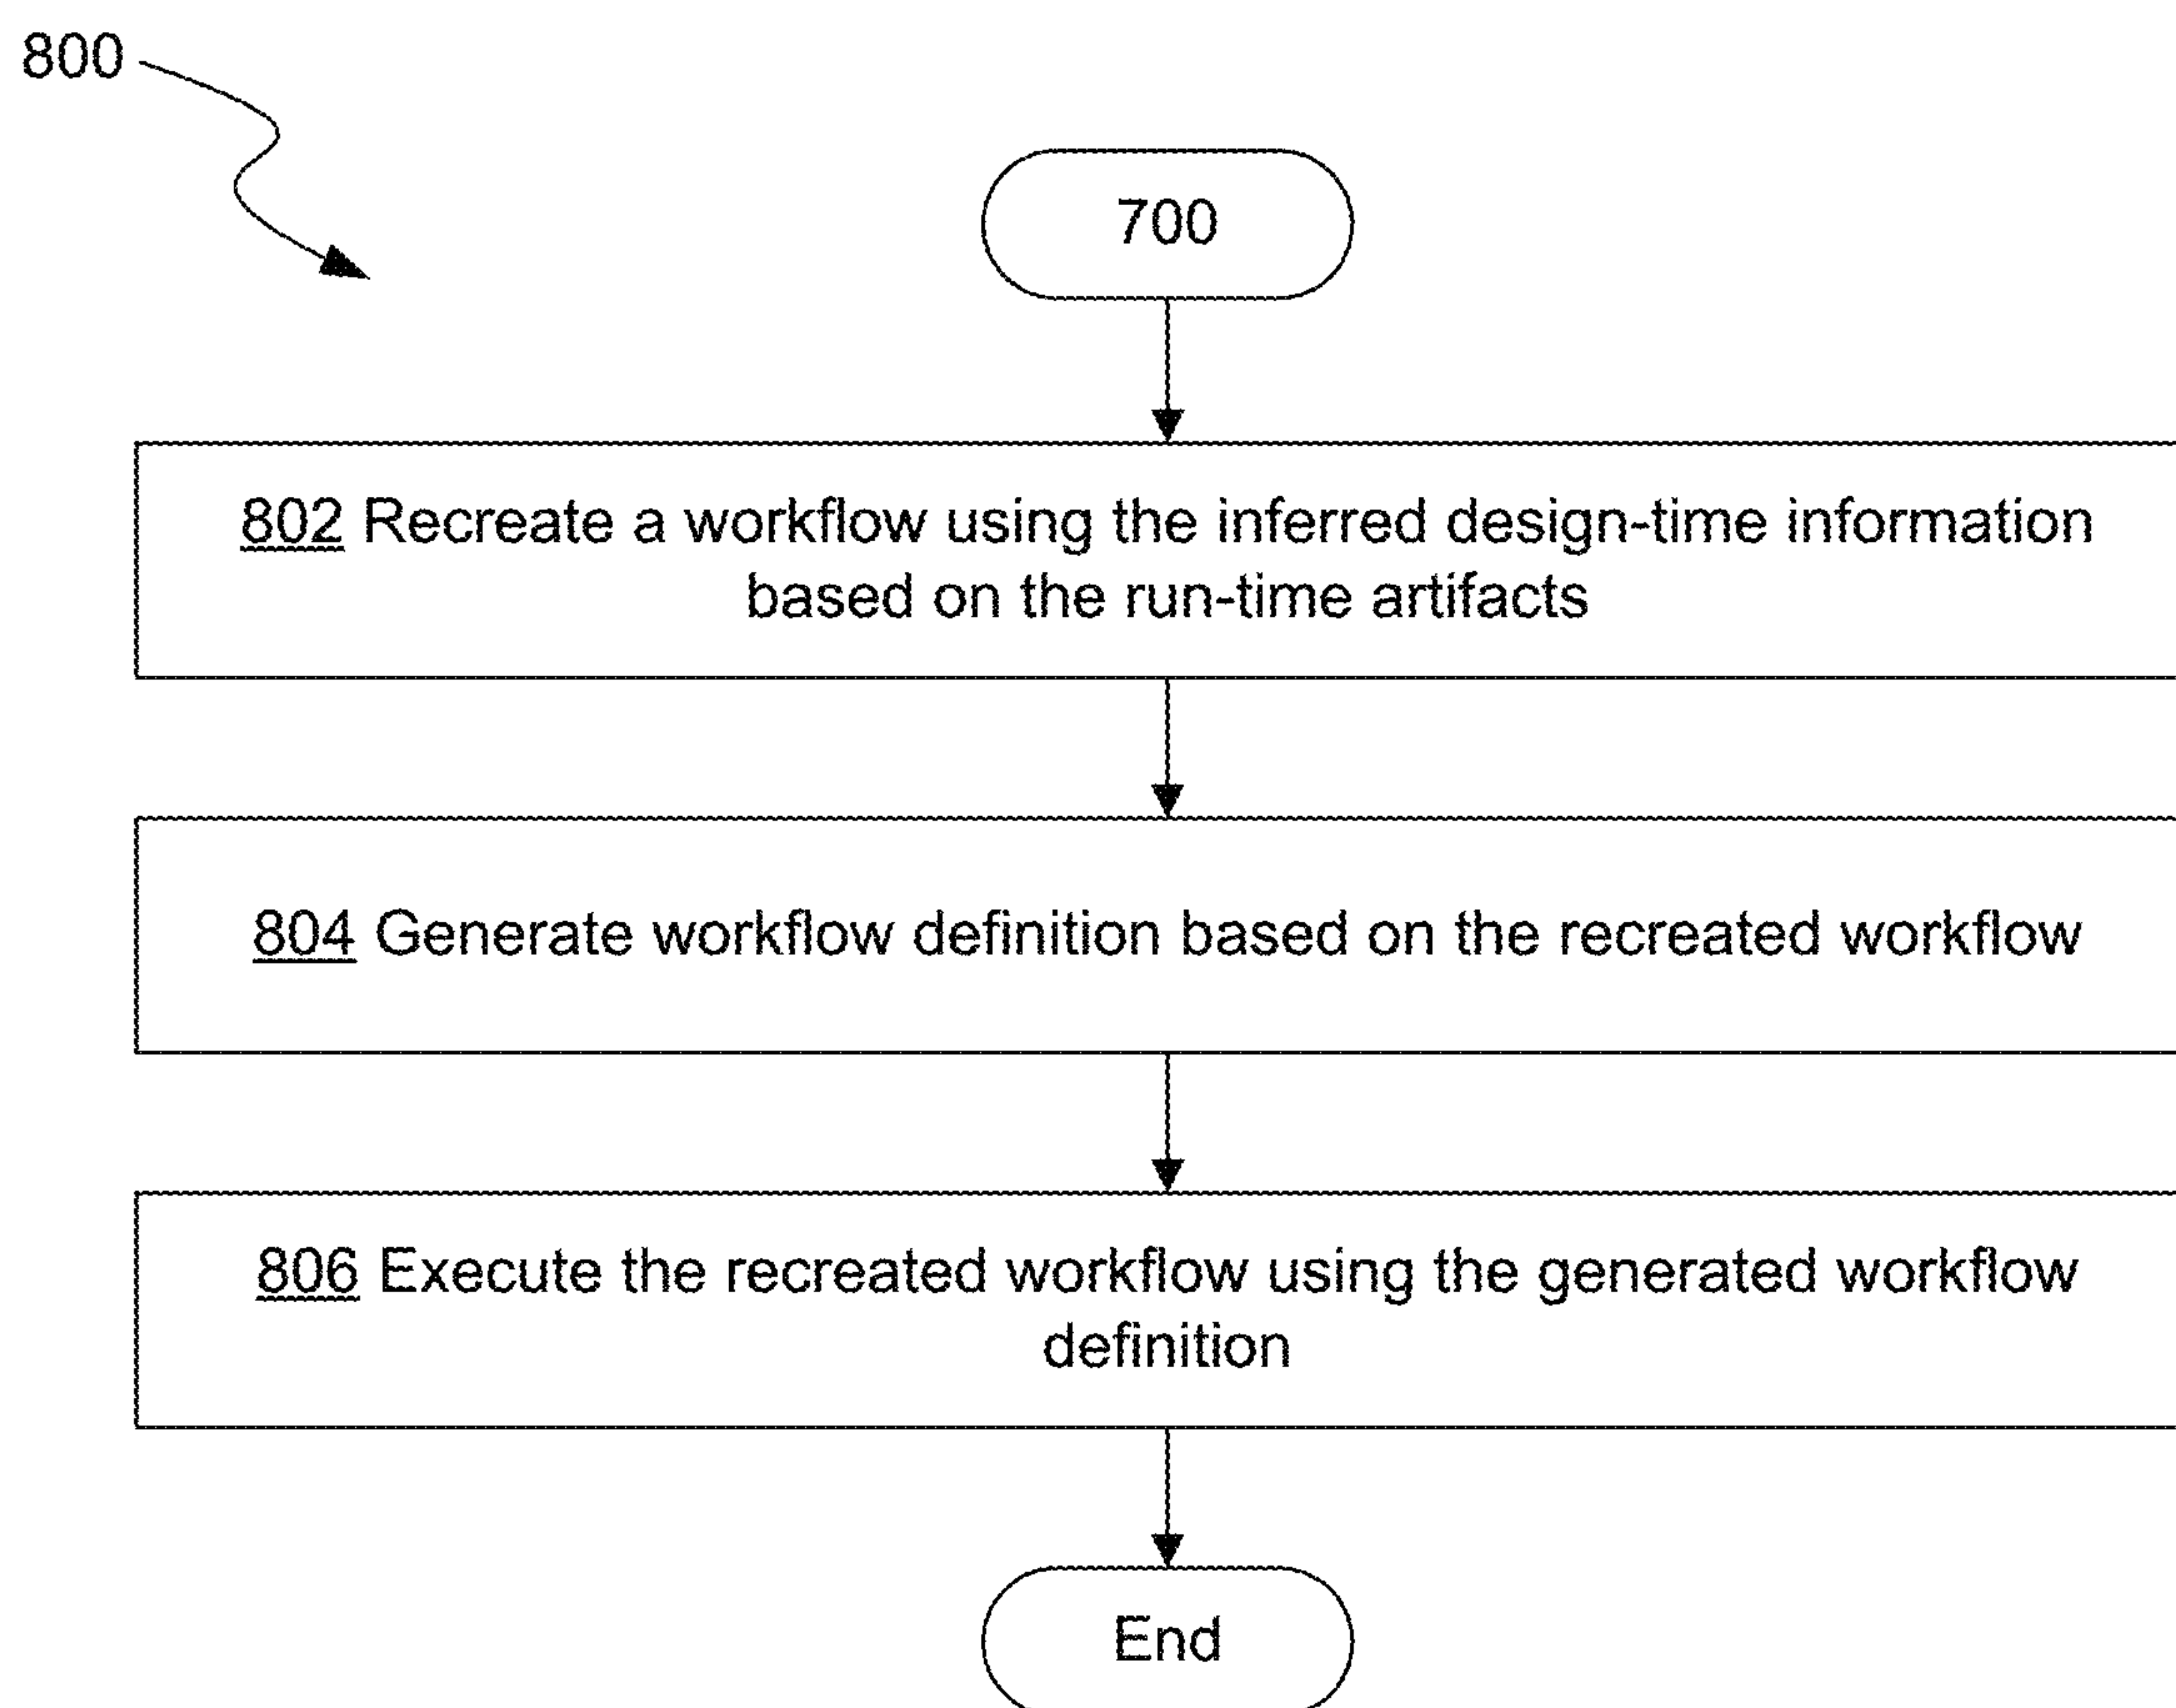 800
700
802 Recreate a workflow using the inferred design-time information
based on the run-time artifacts
804 Generate workflow definition based on the recreated workflow
806 Execute the recreated workflow using the generated workflow
definition
End